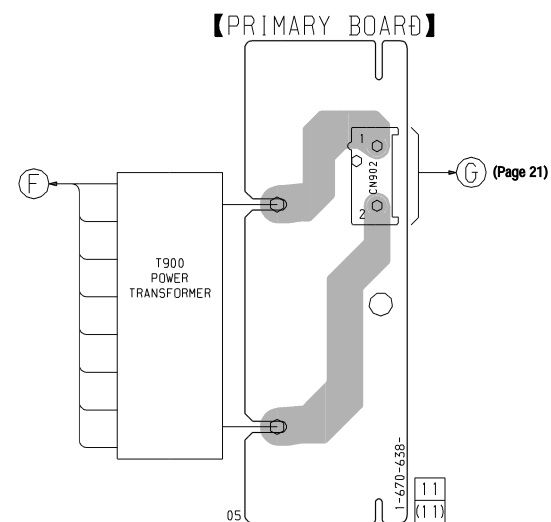 【PRIMARY BOARD】
F
G (Page 21)
1
CN902
2
T900
POWER
TRANSFORMER
1-670-638-
11
(11)
05